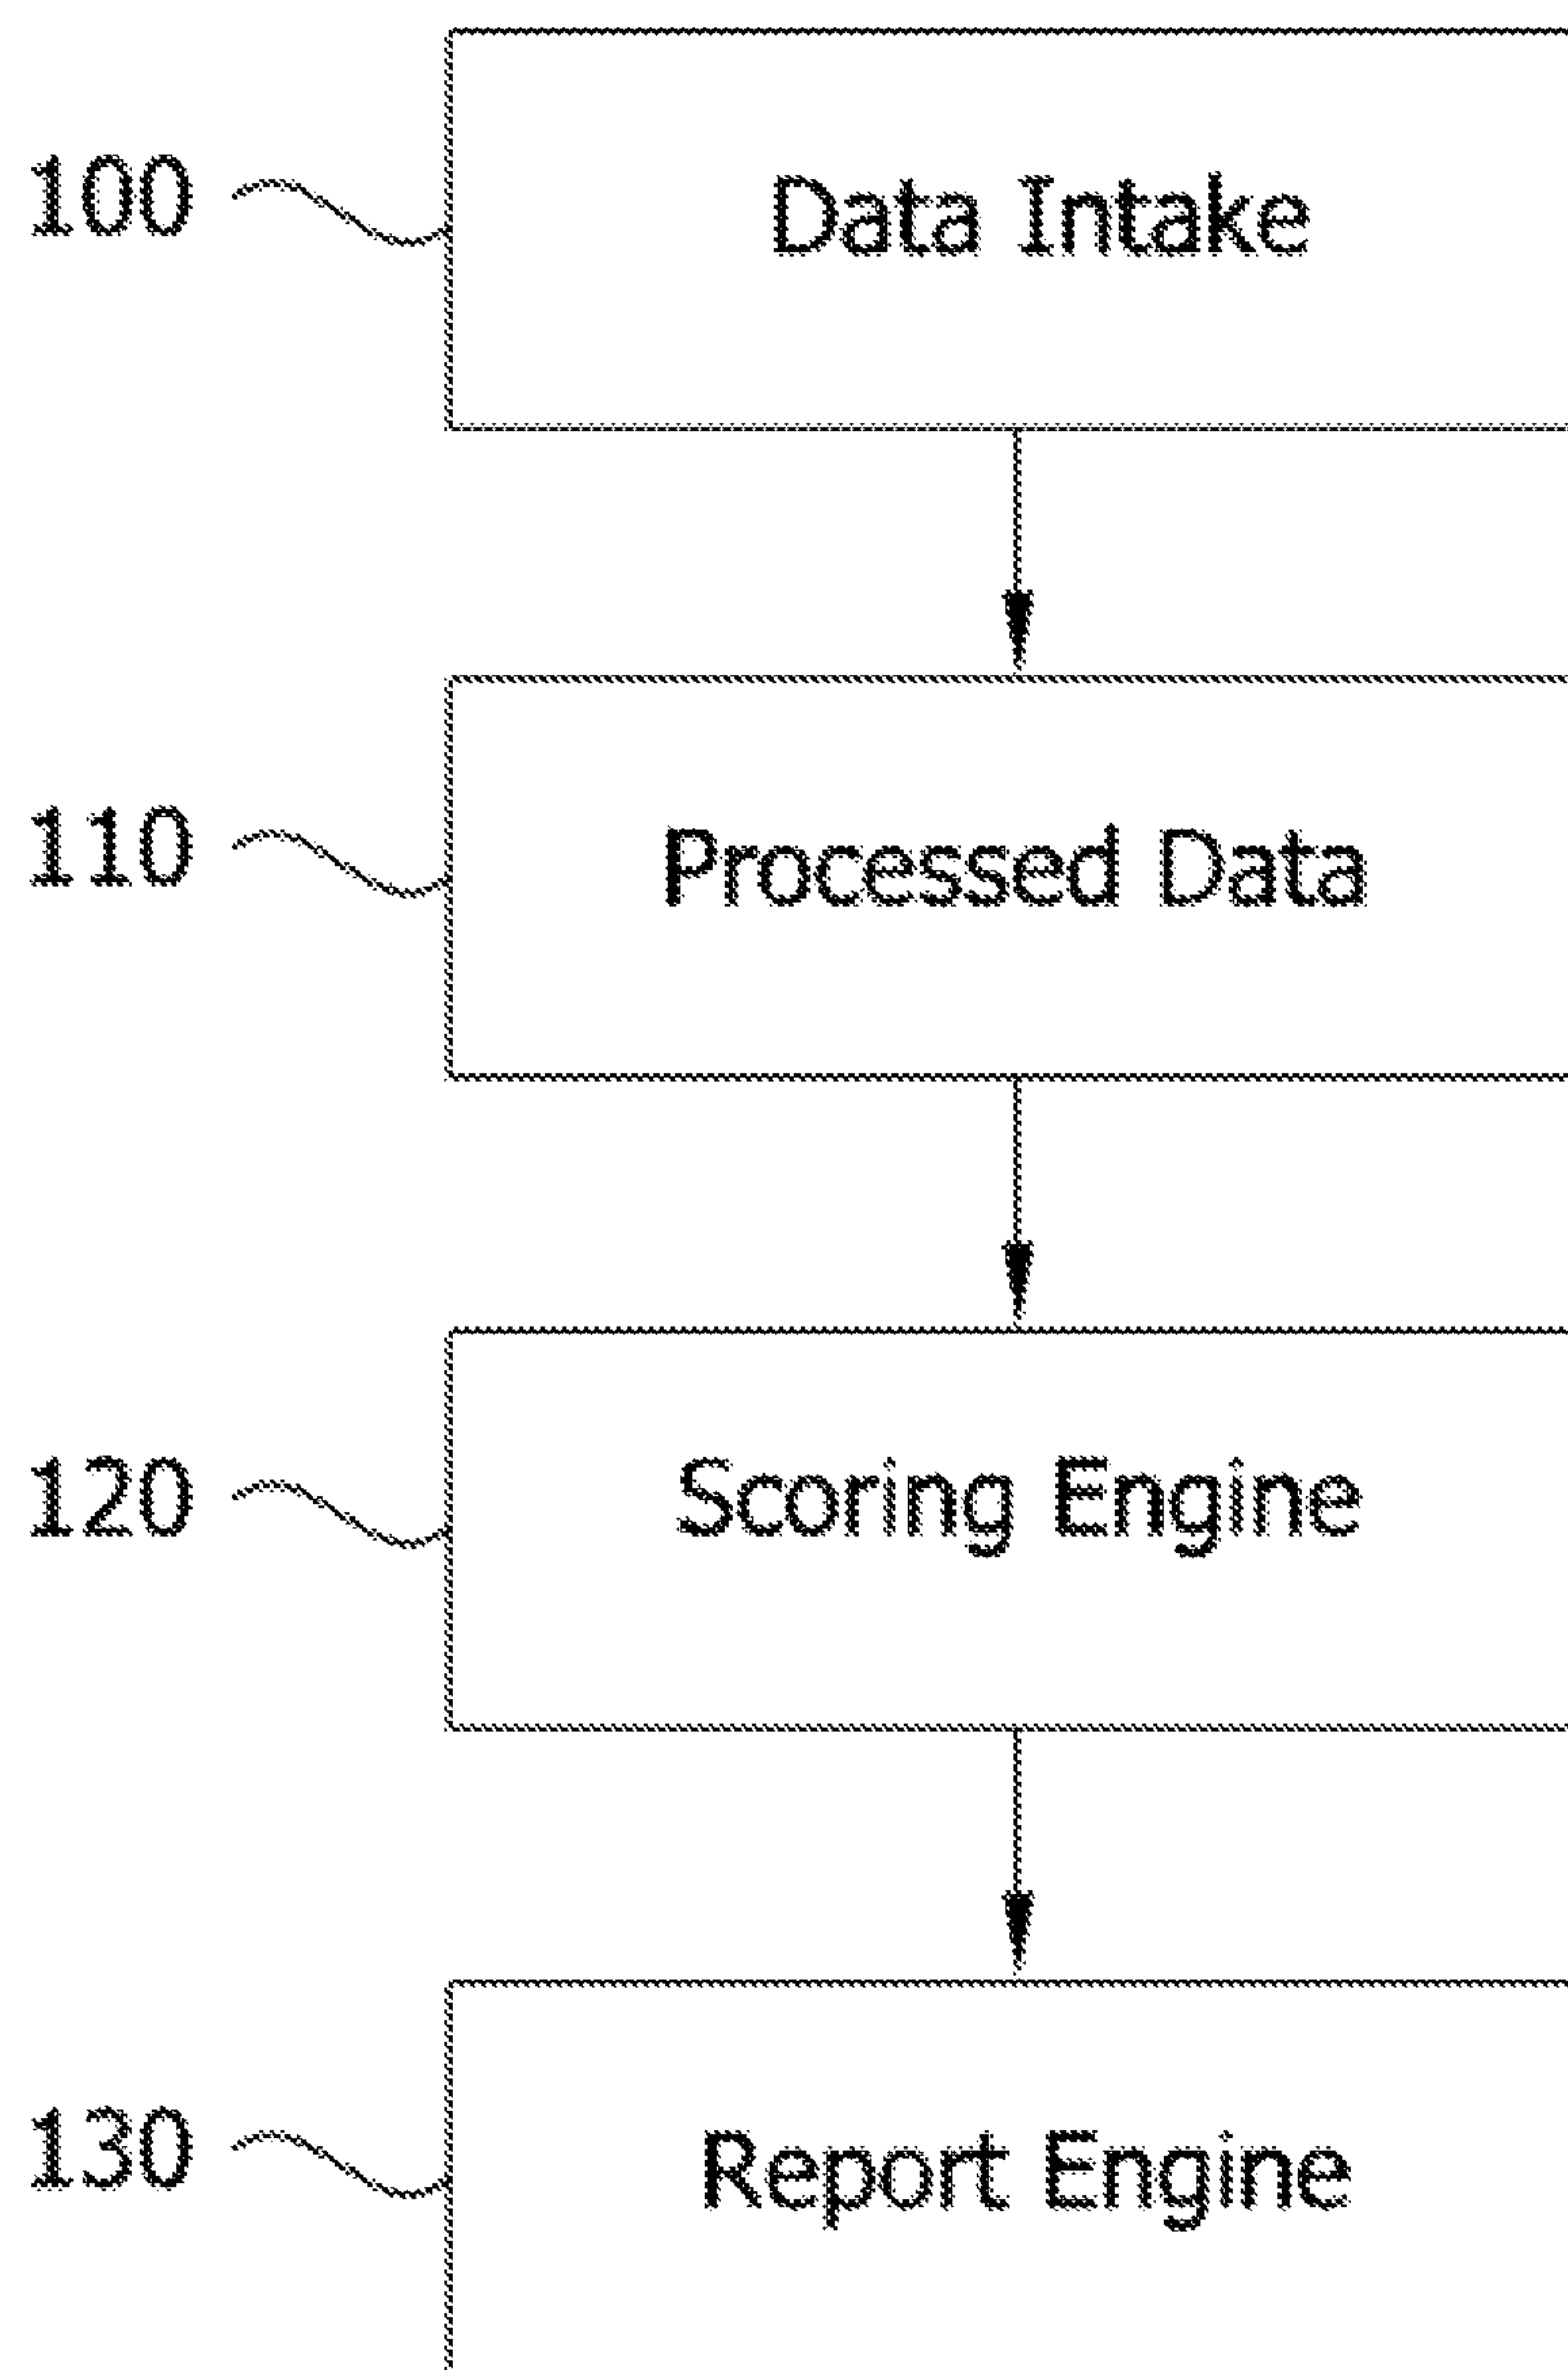 100 Data Intake
110 Processed Data
120 Scoring Engine
130 Report Engine